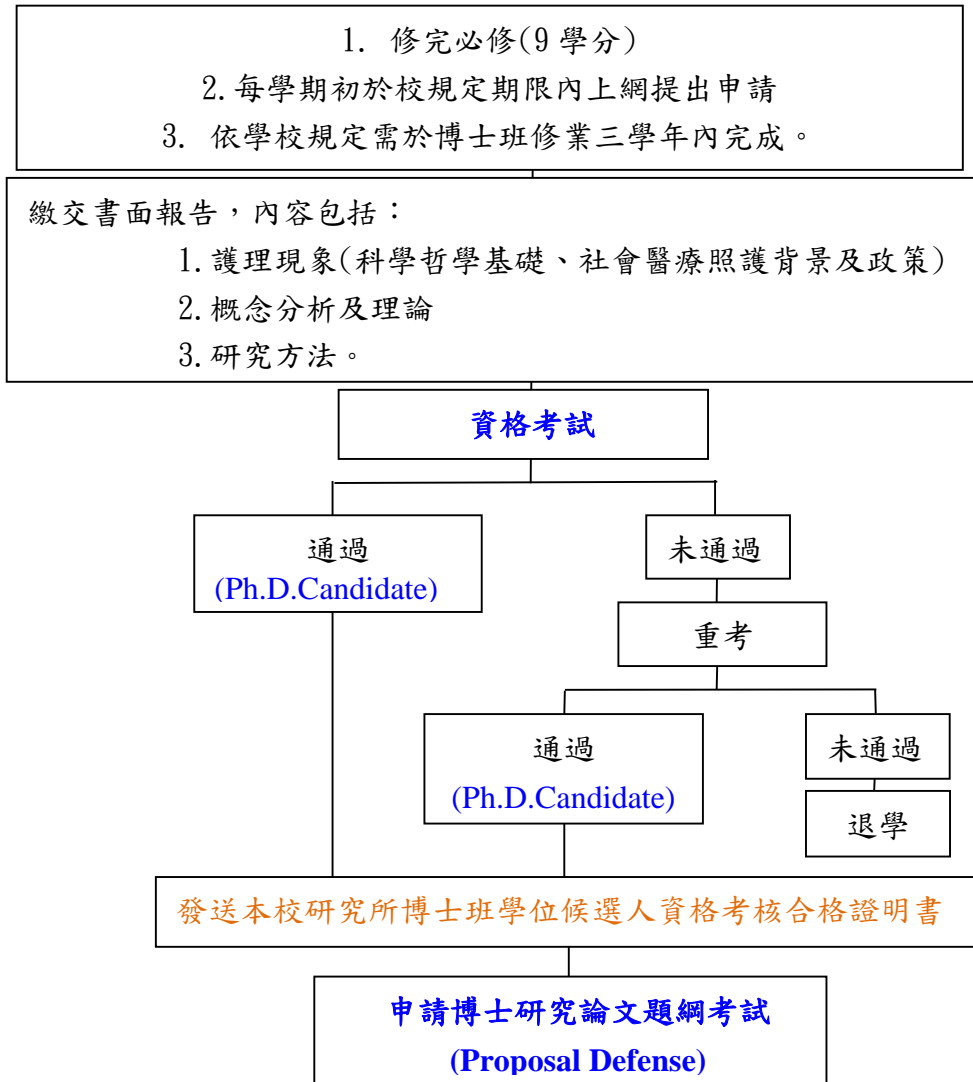 1. 修完必修(9 學分)
2.每學期初於校規定期限內上網提出申請
3. 依學校規定需於博士班修業三學年內完成。
繳交書面報告，內容包括：
1.護理現象(科學哲學基礎、社會醫療照護背景及政策)
2.概念分析及理論
3.研究方法。
資格考試
通過
(Ph.D.Candidate)
未通過
重考
通過
(Ph.D.Candidate)
未通過
退學
發送本校研究所博士班學位候選人資格考核合格證明書
申請博士研究論文題綱考試
(Proposal Defense)